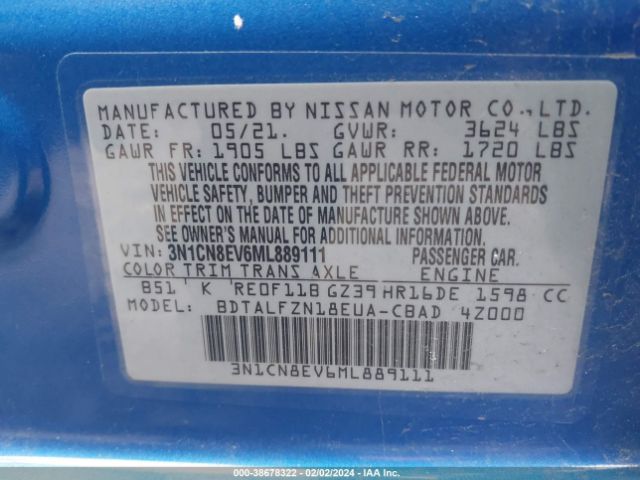 MANUFACTURED BY NISSAN MOTOR CO., LTD.
DATE: 05/21. GVWR: 3624 LBS
GAWR FR: 1905 LBS GAWR RR: 1720 LBS
THIS VEHICLE CONFORMS TO ALL APPLICABLE FEDERAL MOTOR
VEHICLE SAFETY, BUMPER AND THEFT PREVENTION STANDARDS
IN EFFECT ON THE DATE OF MANUFACTURE SHOWN ABOVE.
SEE OWNER'S MANUAL FOR ADDITIONAL INFORMATION.
VIN: 3N1CN8EV6ML889111 PASSENGER CAR.
COLOR TRIM TRANS AXLE ENGINE
B51 K RE0F11B GZ39 HR16DE 1598 CC
MODEL: BDTALFZN18EUA-CBAD 4Z000
3N1CN8EV6ML889111
000-38678322 - 02/02/2024 - IAA Inc.